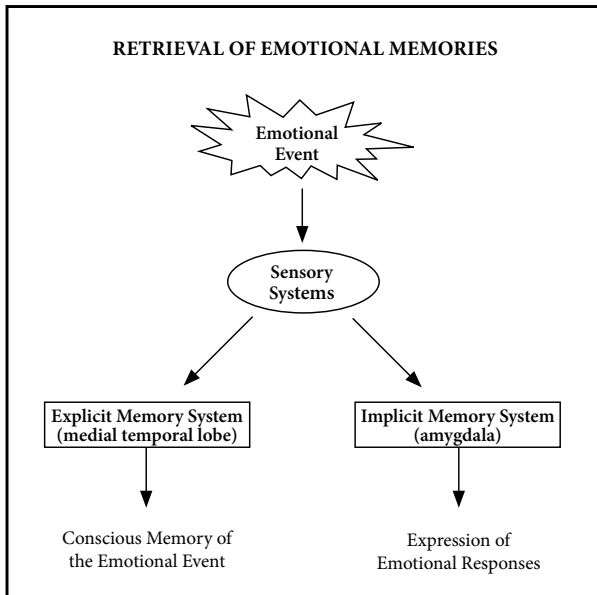 RETRIEVAL OF EMOTIONAL MEMORIES
Emotional
Event
Sensory
Systems
Explicit Memory System
(medial temporal lobe)
Implicit Memory System
(amygdala)
Conscious Memory of
the Emotional Event
Expression of
Emotional Responses